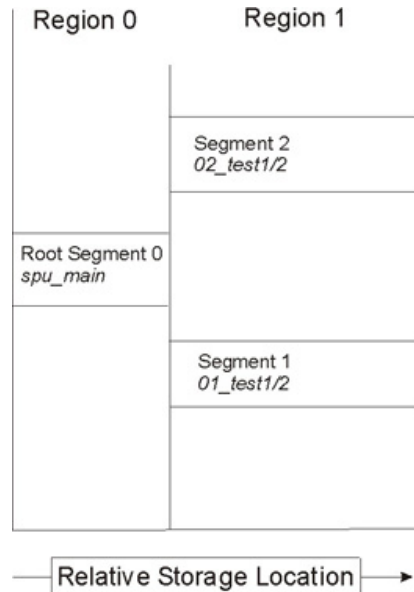 Region 0
Region 1
Segment 2
02_test1/2
Root Segment 0
spu_main
Segment 1
01_test1/2
Relative Storage Location